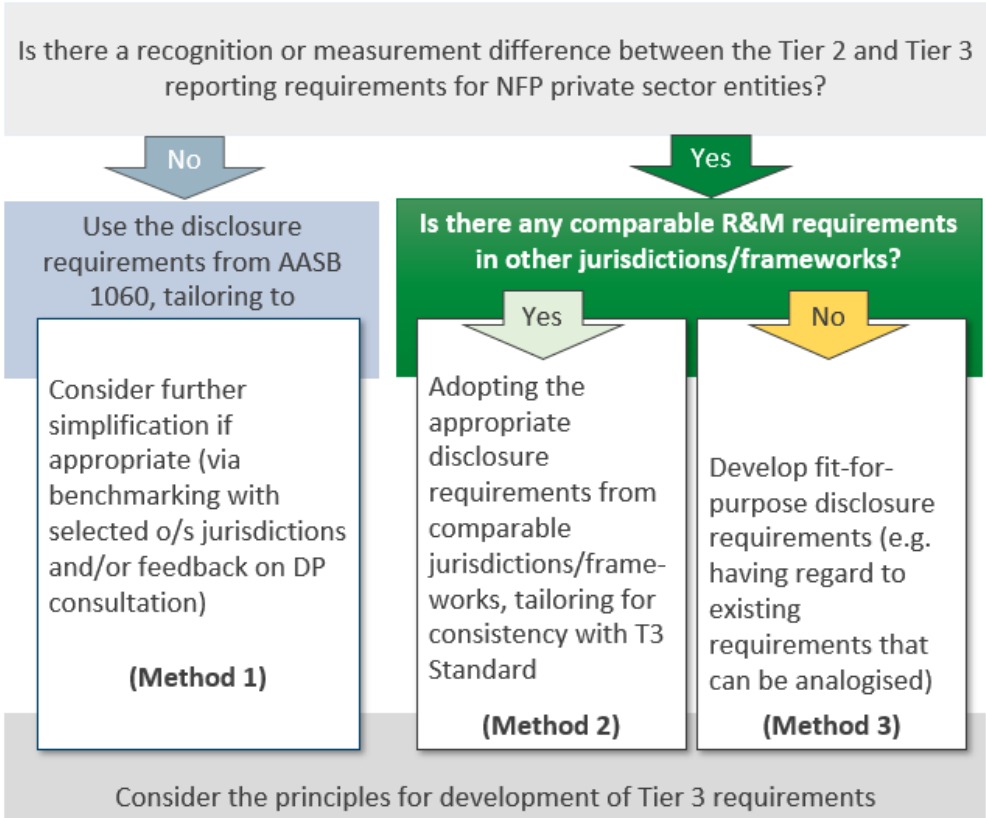 Is there a recognition or measurement difference between the Tier 2 and Tier 3
reporting requirements for NFP private sector entities?
No
Yes
Use the disclosure
requirements from AASB
1060, tailoring to
Is there any comparable R&M requirements
in other jurisdictions/frameworks?
Consider further
simplification if
appropriate (via
benchmarking with
selected o/s jurisdictions
and/or feedback on DP
consultation)
(Method 1)
Yes
Adopting the
appropriate
disclosure
requirements from
comparable
jurisdictions/frame-
works, tailoring for
consistency with T3
Standard
(Method 2)
No
Develop fit-for-
purpose disclosure
requirements (e.g.
having regard to
existing
requirements that
can be analogised)
(Method 3)
Consider the principles for development of Tier 3 requirements